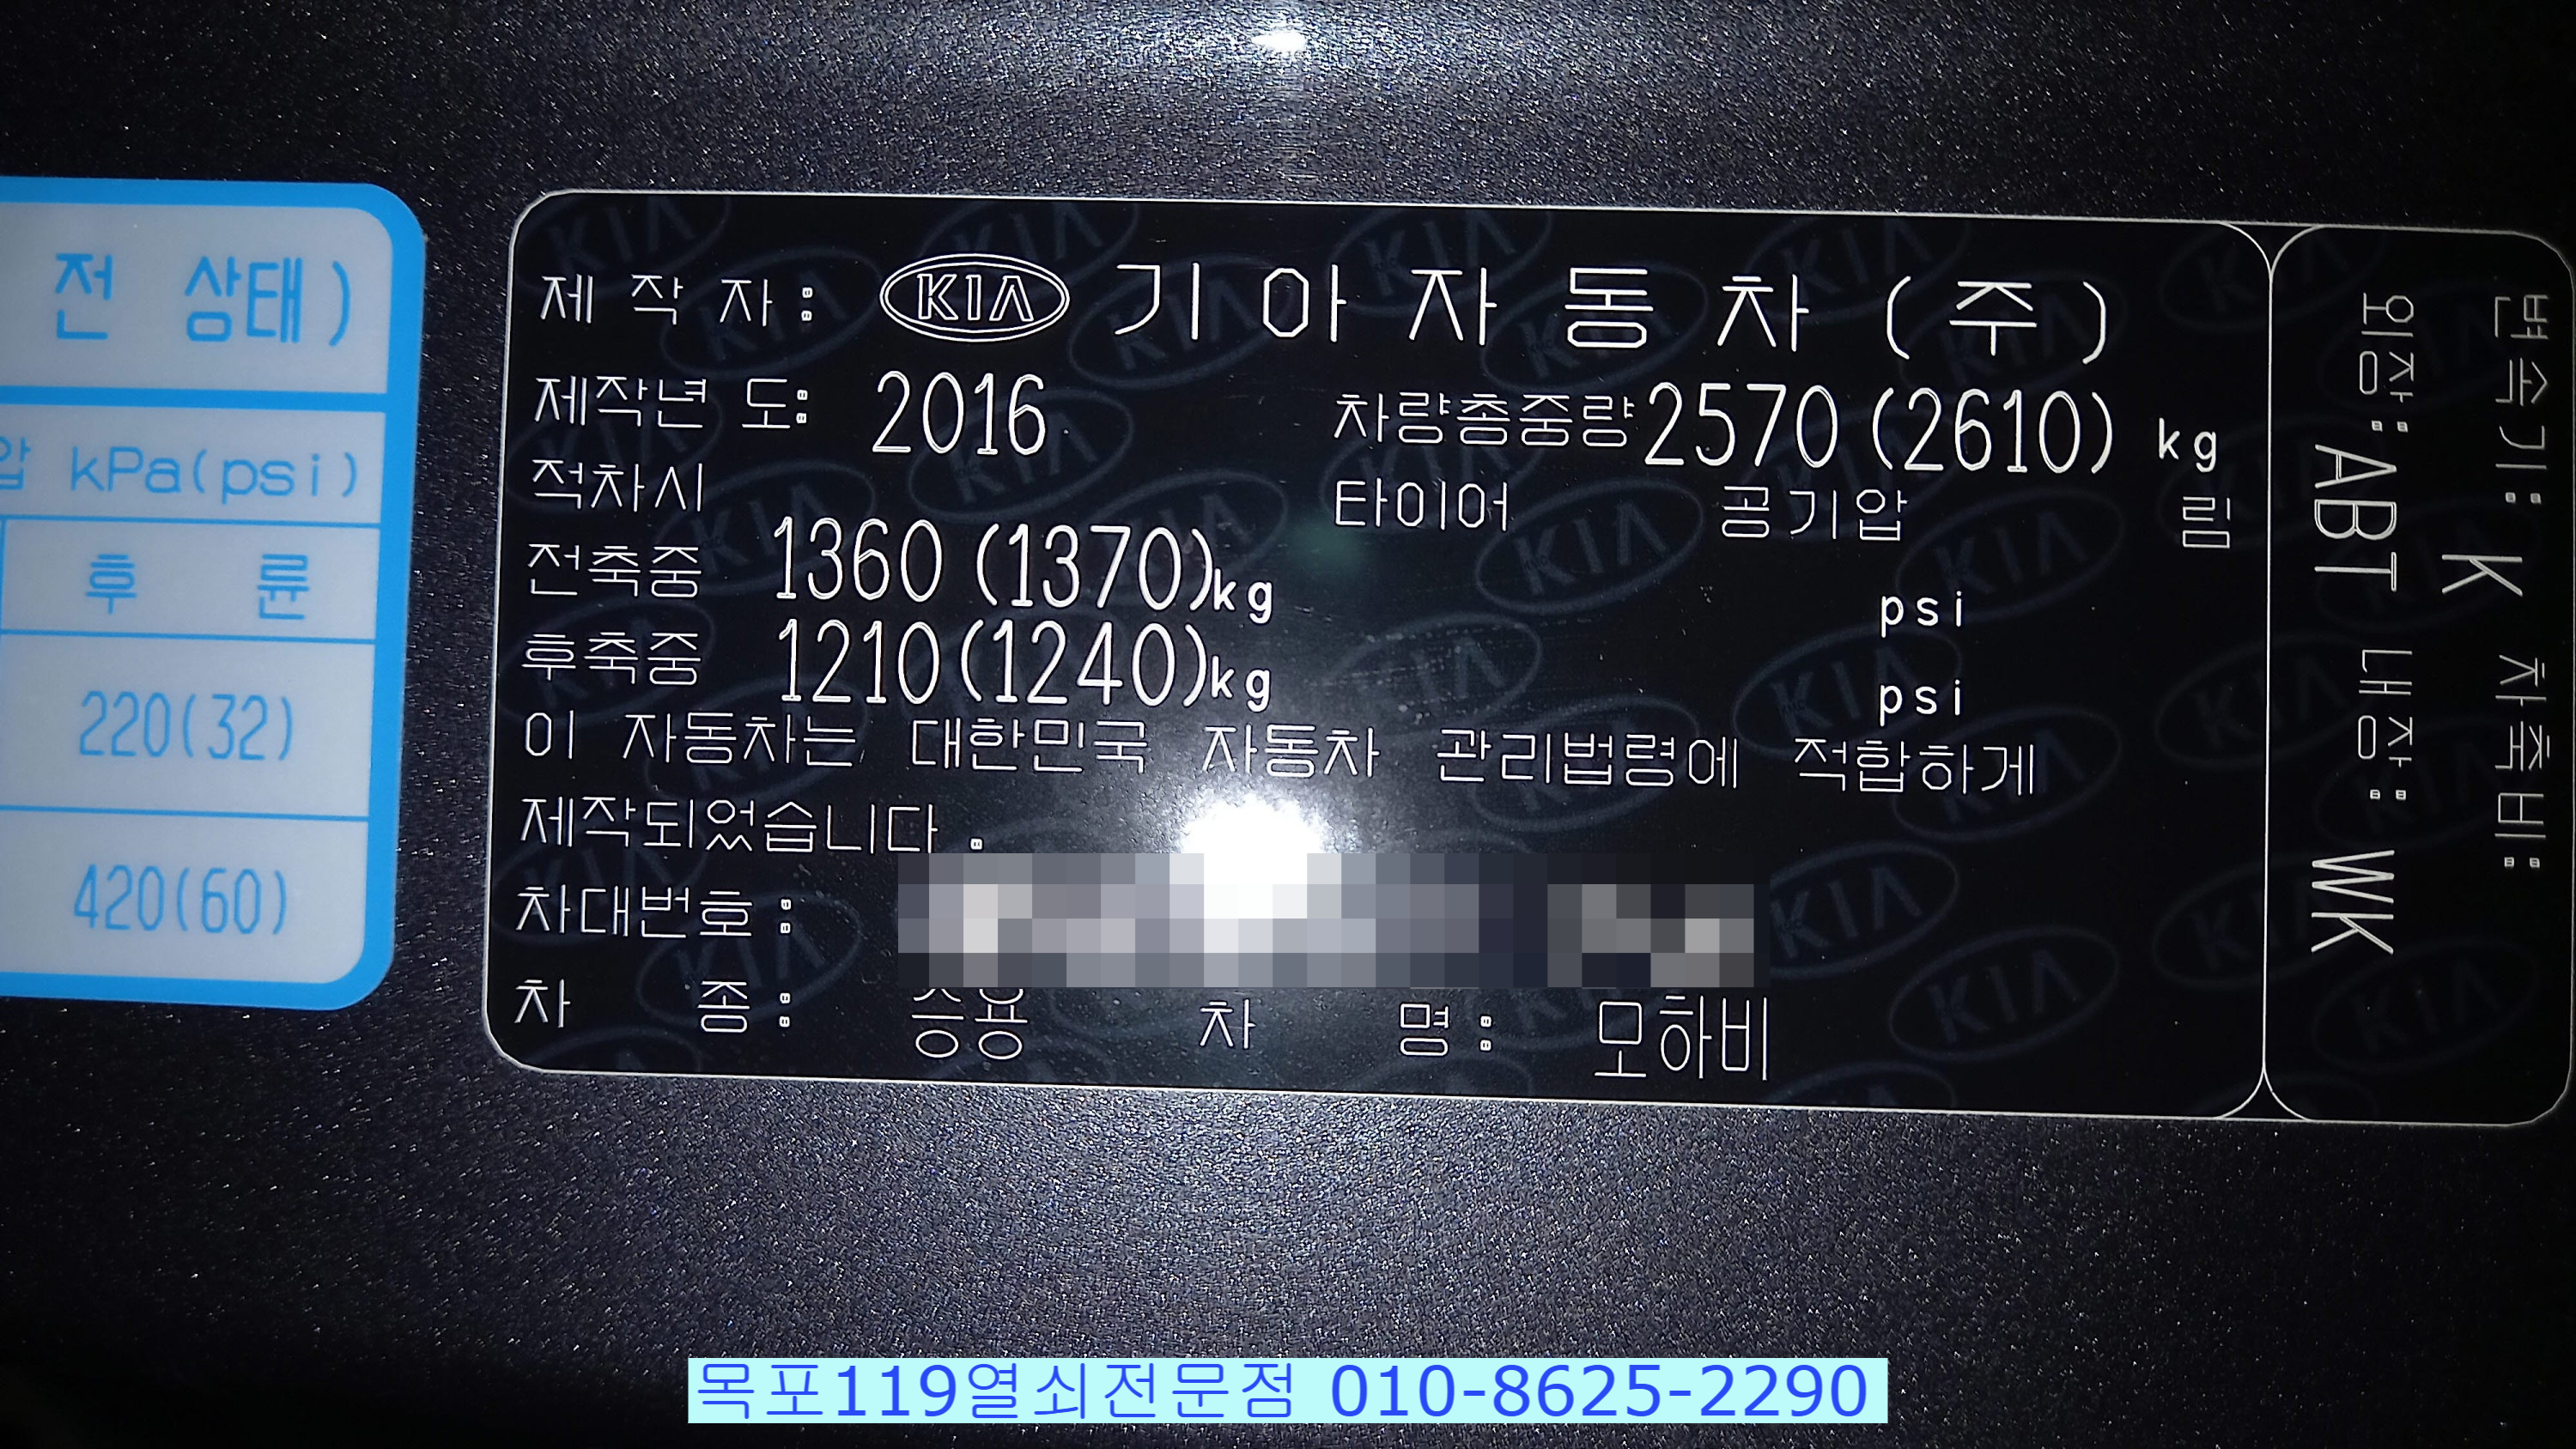 전 상태)
압 kPa(psi)
후 륜
220(32)
420(60)
제 작 자: KIA 기아자동차(주)
제작년 도: 2016 차량총중량 2570 (2610) kg
적차시 타이어 공기압 림
전축중 1360 (1370)kg psi
후축중 1210(1240)kg psi
이 자동차는 대한민국 자동차 관리법령에 적합하게
제작되었습니다.
차대번호:
차 종: 승용 차 명: 모하비
변속기: K 차축비:
외장: ABT 내장: WK
목포119열쇠전문점 010-8625-2290